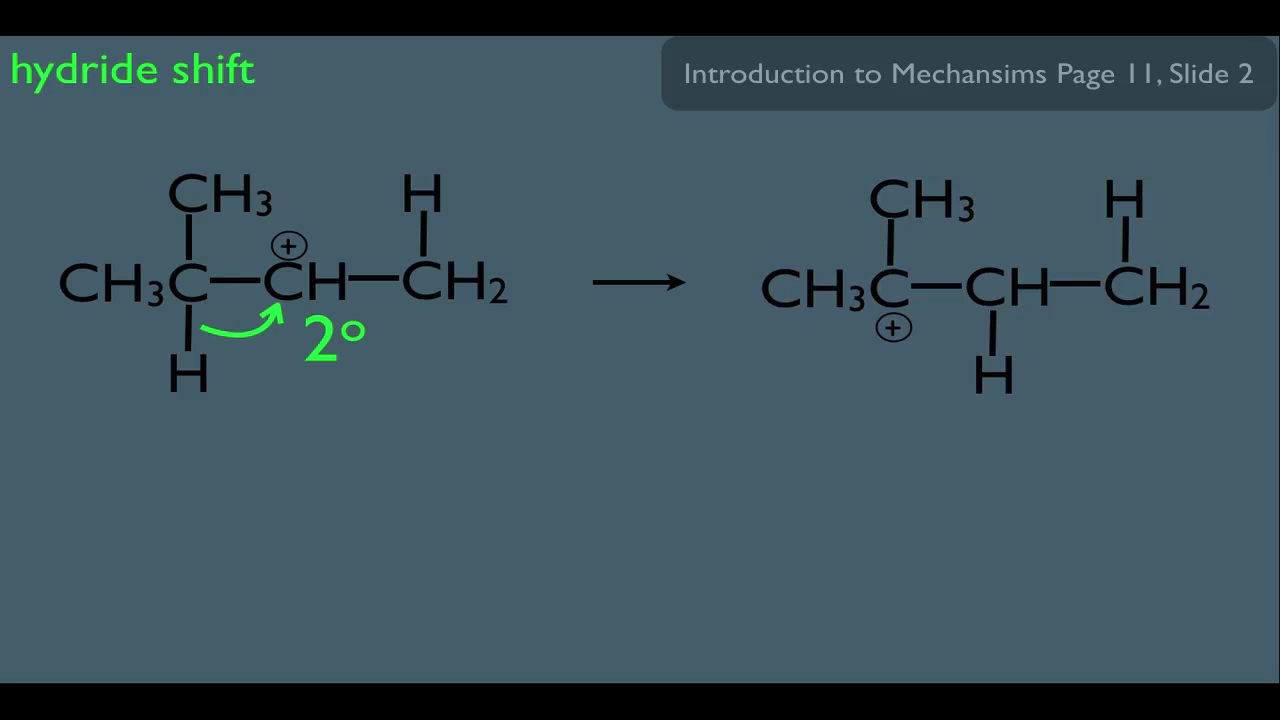 hydride shift
Introduction to Mechansims Page 11, Slide 2
CH₃ H
CH₃C—CH—CH₂
⊕
2°
H
CH₃ H
CH₃C—CH—CH₂
⊕
H